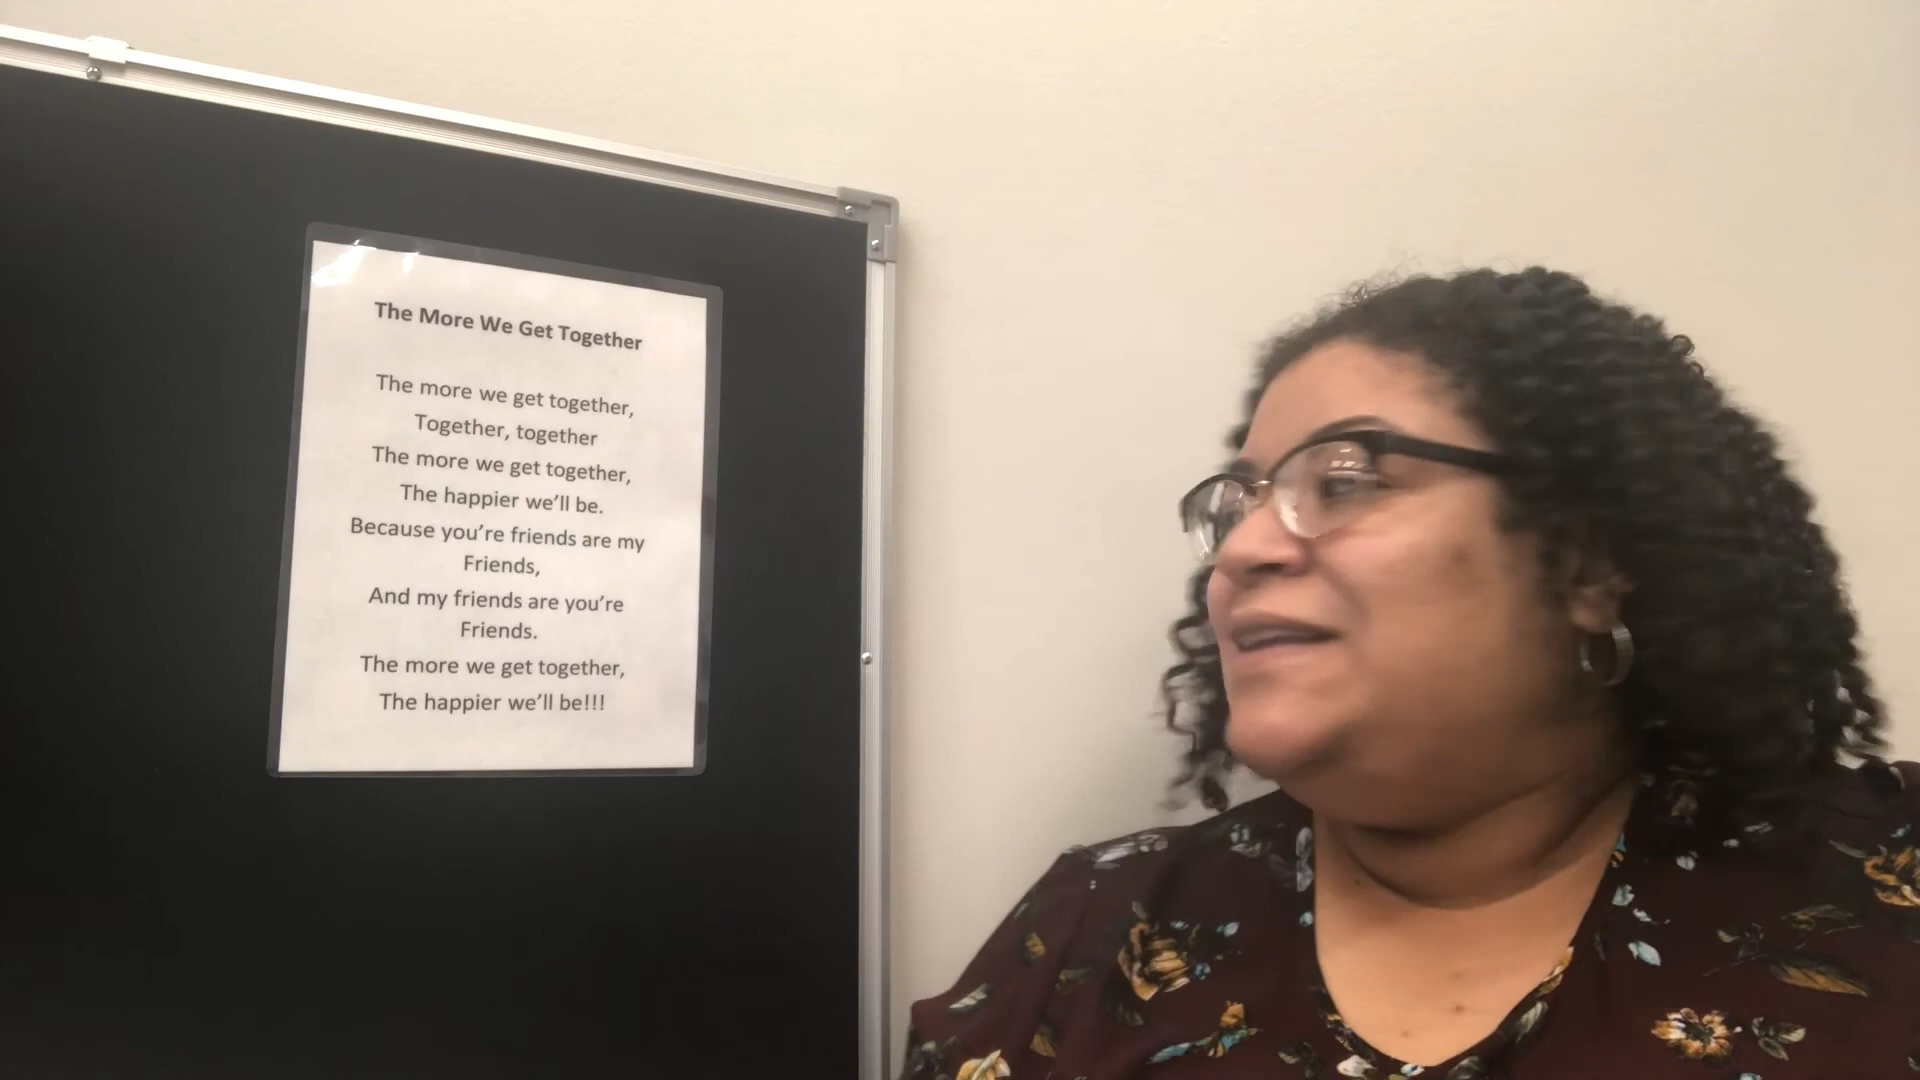 The More We Get Together
The more we get together,
Together, together
The more we get together,
The happier we’ll be.
Because you’re friends are my
Friends,
And my friends are you’re
Friends.
The more we get together,
The happier we’ll be!!!